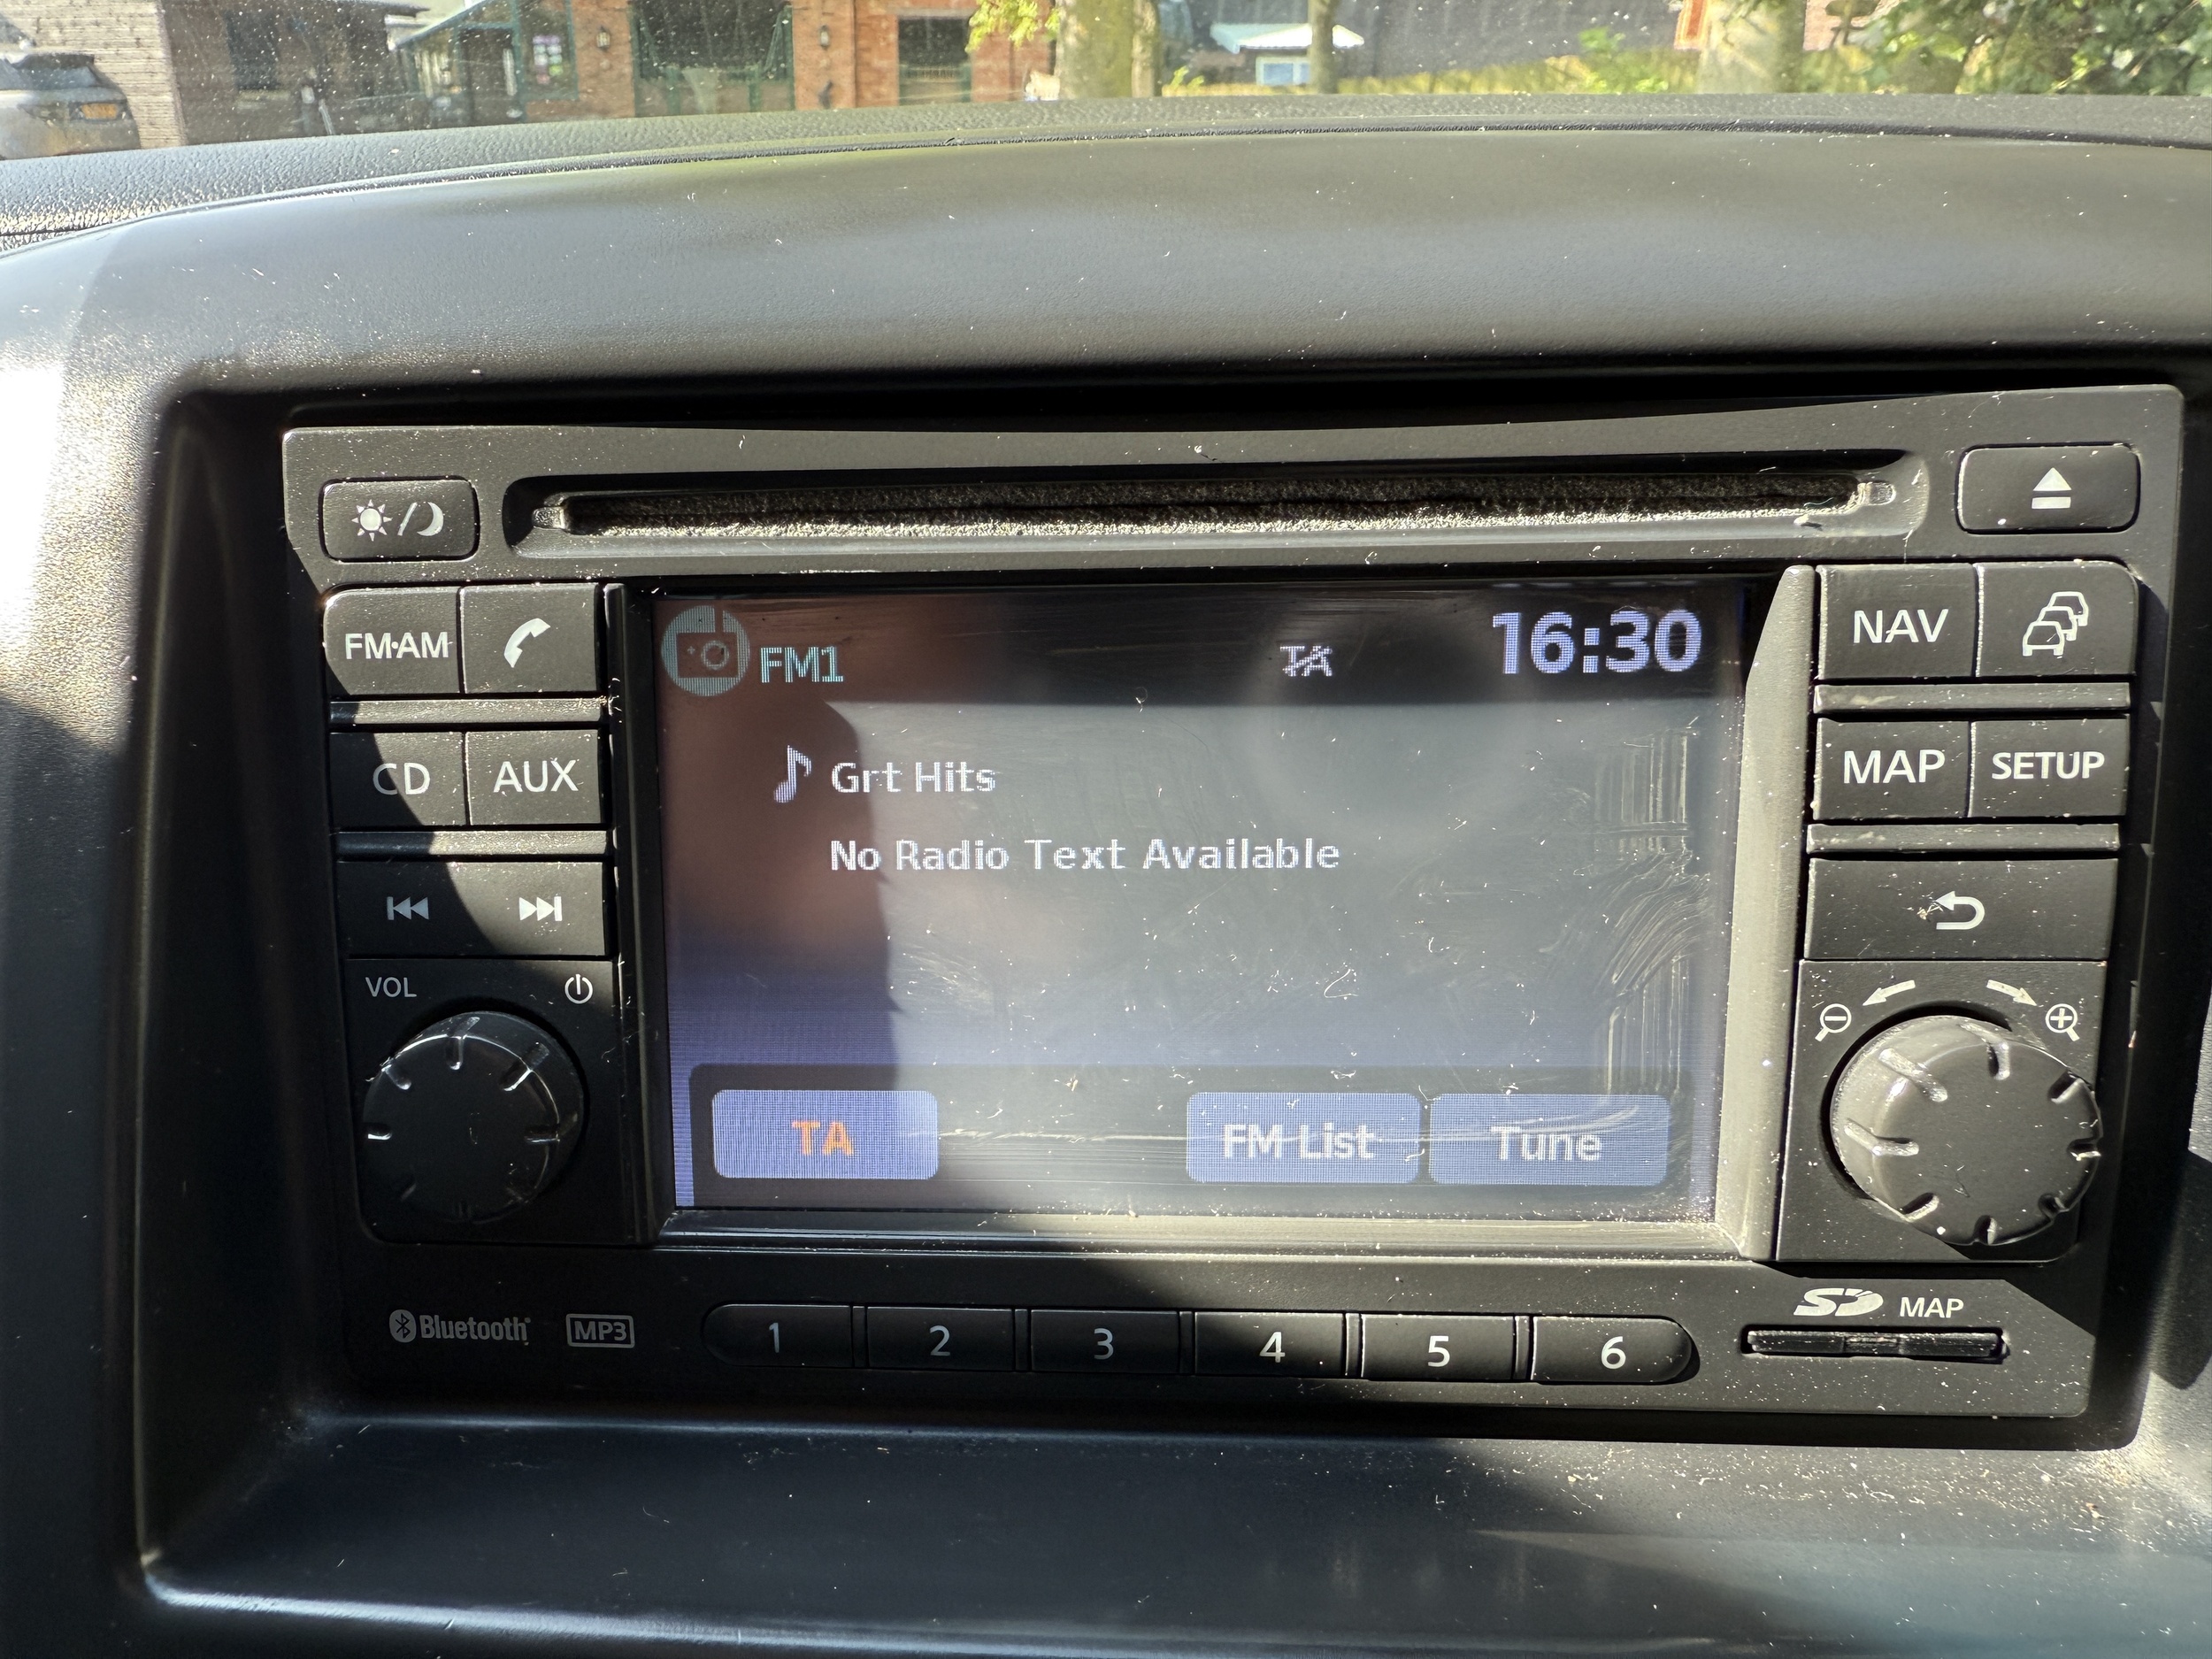 FM·AM
CD
AUX
VOL
FM1
TA
16:30
Grt Hits
No Radio Text Available
TA
FM List
Tune
NAV
MAP
SETUP
Bluetooth
MP3
1
2
3
4
5
6
SD MAP